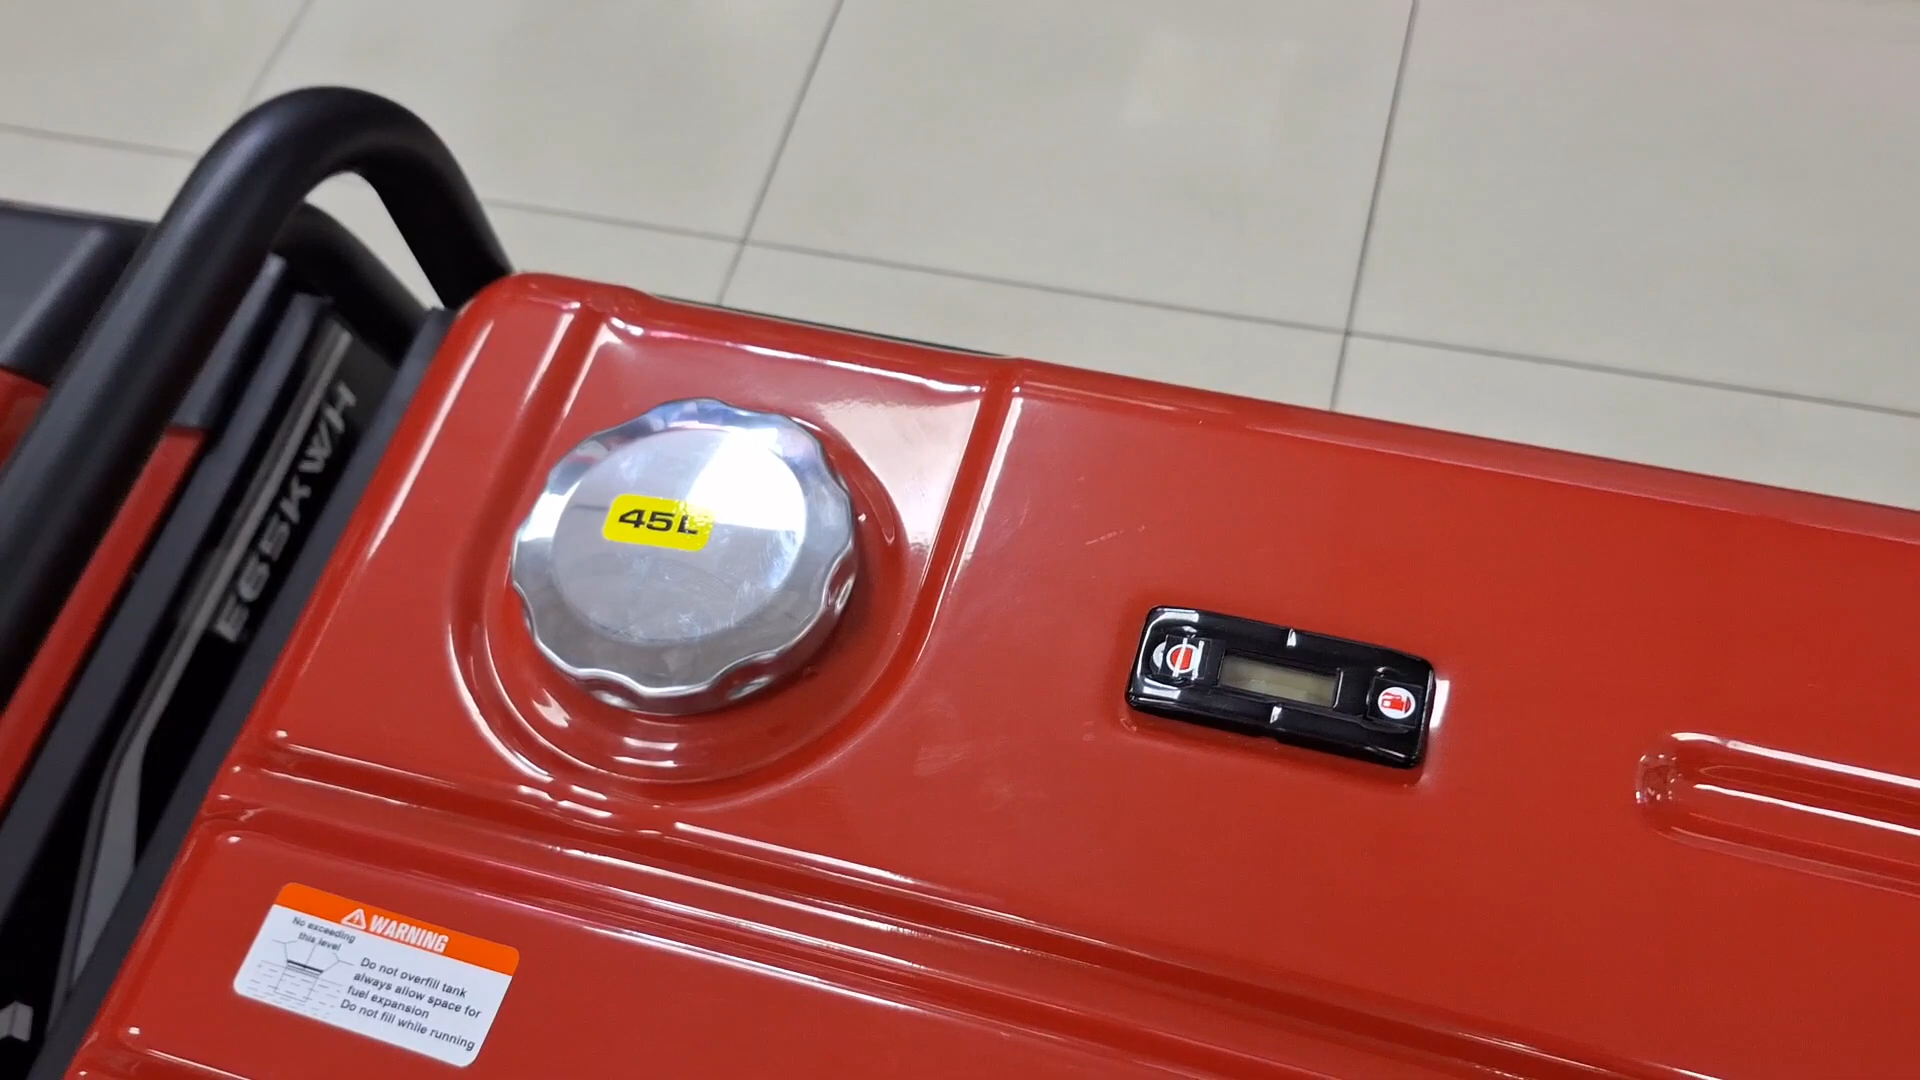 E65KWH
45L
WARNING
No exceeding
this level
Do not overfill tank
always allow space for
fuel expansion
Do not fill while running